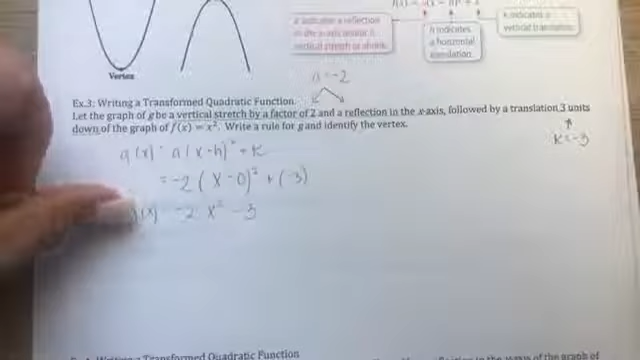 a indicates a reflection
in the x-axis and/or a
vertical stretch or shrink.
h indicates
a horizontal
translation.
k indicates a
vertical translation.
Vertex
a = -2
Ex.3: Writing a Transformed Quadratic Function.
Let the graph of g be a vertical stretch by a factor of 2 and a reflection in the x-axis, followed by a translation 3 units
down of the graph of f(x) = x². Write a rule for g and identify the vertex.
k = -3
g(x) = a(x-h)² + k
= -2(x-0)² + (-3)
g(x) = -2x² - 3
Writing a Transformed Quadratic Function